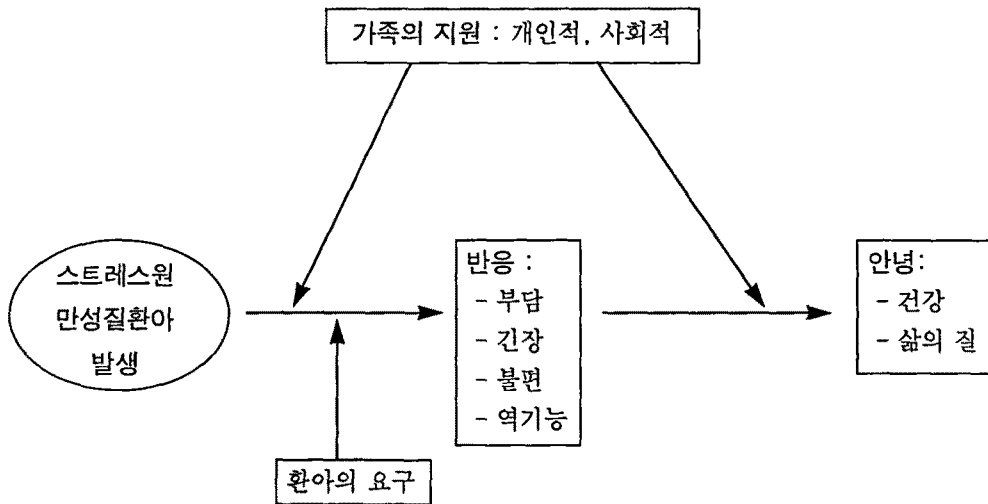 가족의 지원 : 개인적, 사회적
스트레스원
만성질환아
발생
반응 :
- 부담
- 긴장
- 불편
- 역기능
안녕:
- 건강
- 삶의 질
환아의 요구